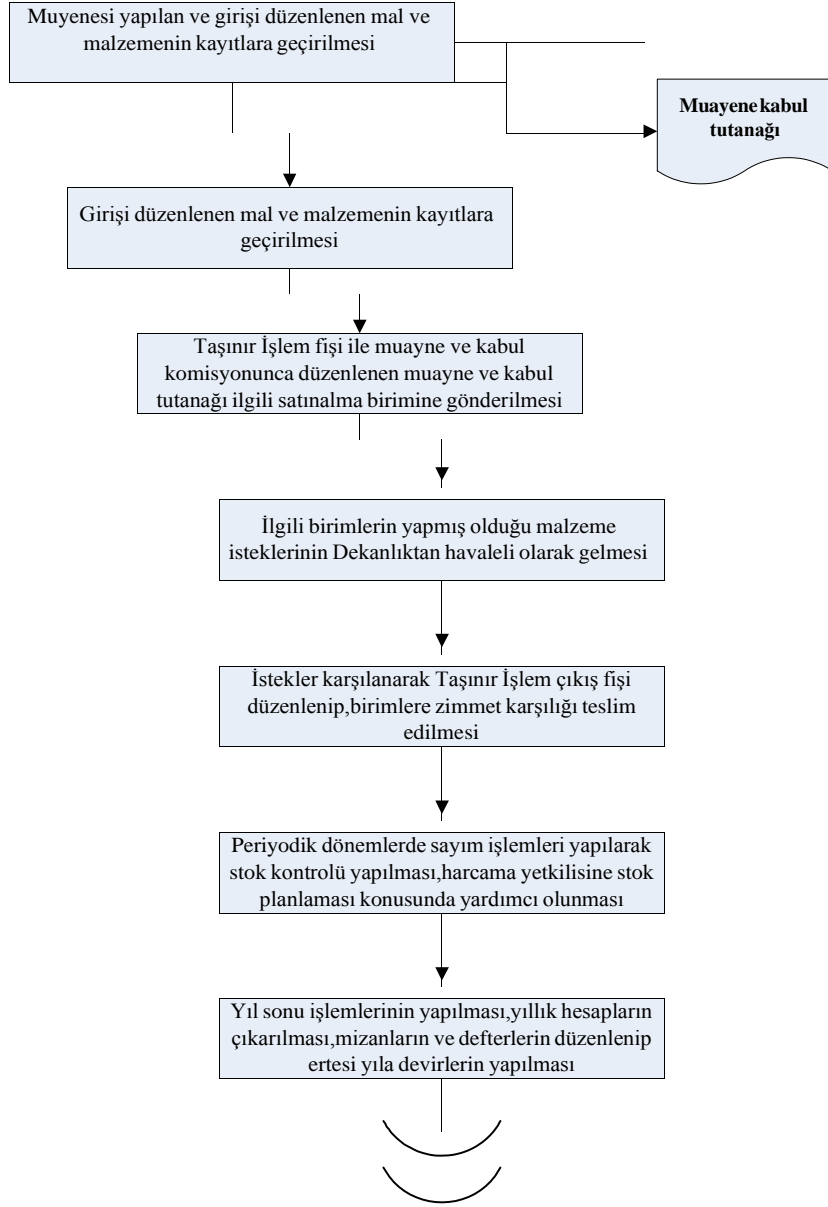 Muyenesi yapılan ve girişi düzenlenen mal ve
malzemenin kayıtlara geçirilmesi
Muayene kabul
tutanağı
Girişi düzenlenen mal ve malzemenin kayıtlara
geçirilmesi
Taşınır İşlem fişi ile muayne ve kabul
komisyonunca düzenlenen muayne ve kabul
tutanağı ilgili satınalma birimine gönderilmesi
İlgili birimlerin yapmış olduğu malzeme
isteklerinin Dekanlıktan havaleli olarak gelmesi
İstekler karşılanarak Taşınır İşlem çıkış fişi
düzenlenip,birimlere zimmet karşılığı teslim
edilmesi
Periyodik dönemlerde sayım işlemleri yapılarak
stok kontrolü yapılması,harcama yetkilisine stok
planlaması konusunda yardımcı olunması
Yıl sonu işlemlerinin yapılması,yıllık hesapların
çıkarılması,mizanların ve defterlerin düzenlenip
ertesi yıla devirlerin yapılması